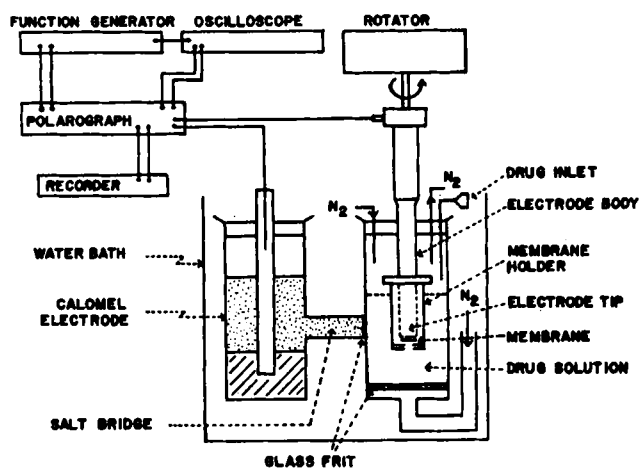 FUNCTION GENERATOR
OSCILLOSCOPE
ROTATOR
POLAROGRAPH
RECORDER
N2
N2
DRUG INLET
ELECTRODE BODY
WATER BATH
MEMBRANE
HOLDER
N2
CALOMEL
ELECTRODE
ELECTRODE TIP
MEMBRANE
DRUG SOLUTION
SALT BRIDGE
GLASS FRIT